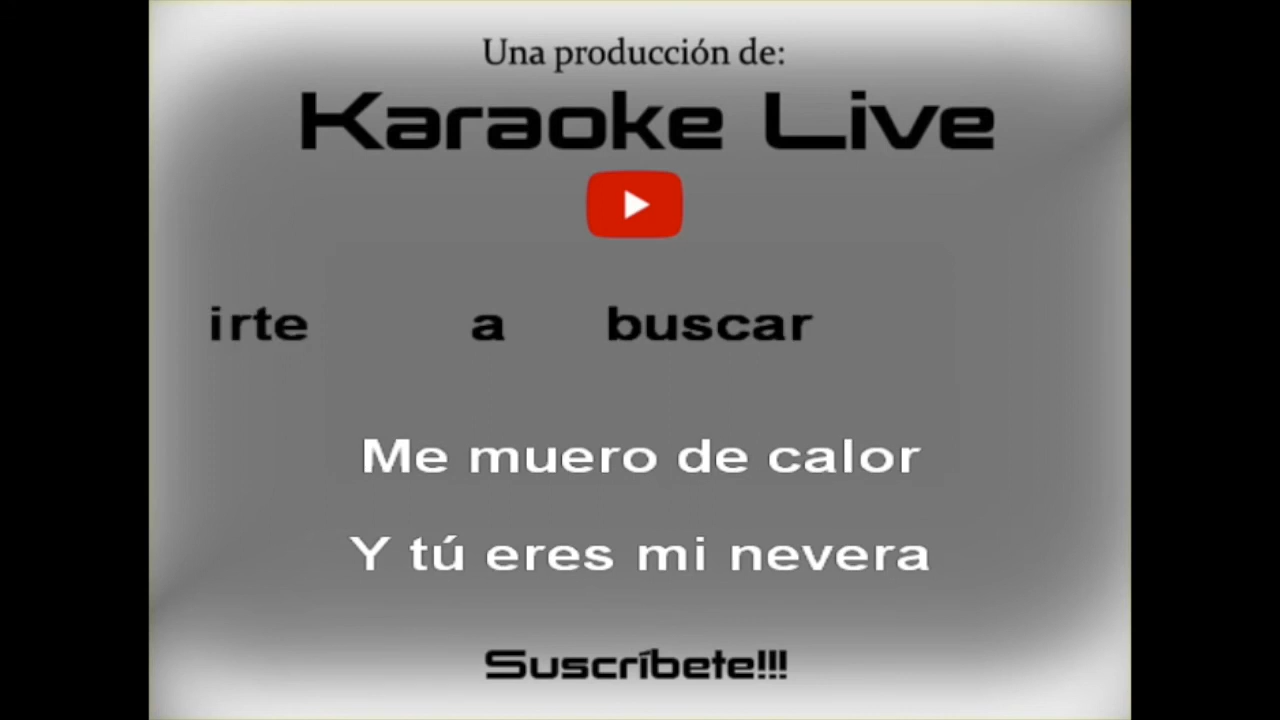 Una producción de:
Karaoke Live
irte a buscar
Me muero de calor
Y tú eres mi nevera
Suscríbete!!!